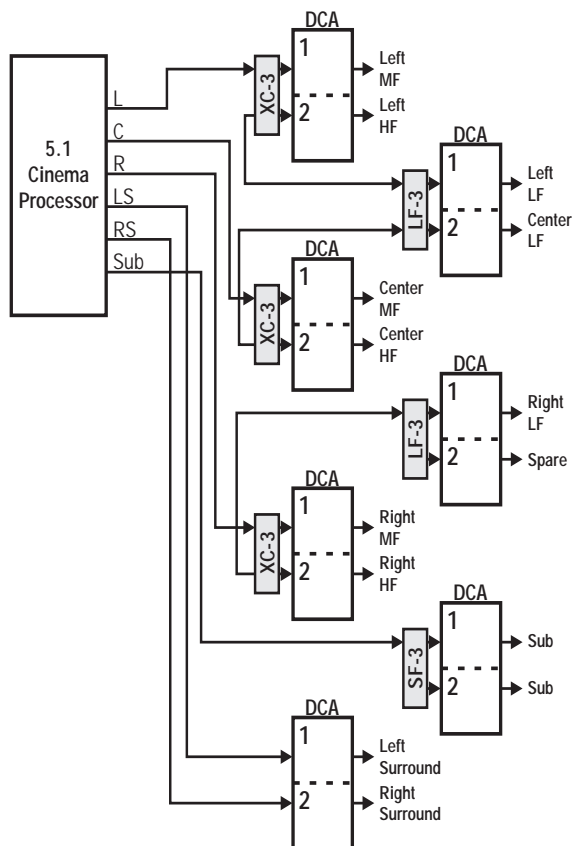 5.1
Cinema
Processor
L
C
R
LS
RS
Sub
DCA
XC-3
1
2
Left
MF
Left
HF
DCA
LF-3
1
2
Left
LF
Center
LF
DCA
XC-3
1
2
Center
MF
Center
HF
DCA
LF-3
1
2
Right
LF
Spare
DCA
XC-3
1
2
Right
MF
Right
HF
DCA
SF-3
1
2
Sub
Sub
DCA
1
2
Left
Surround
Right
Surround